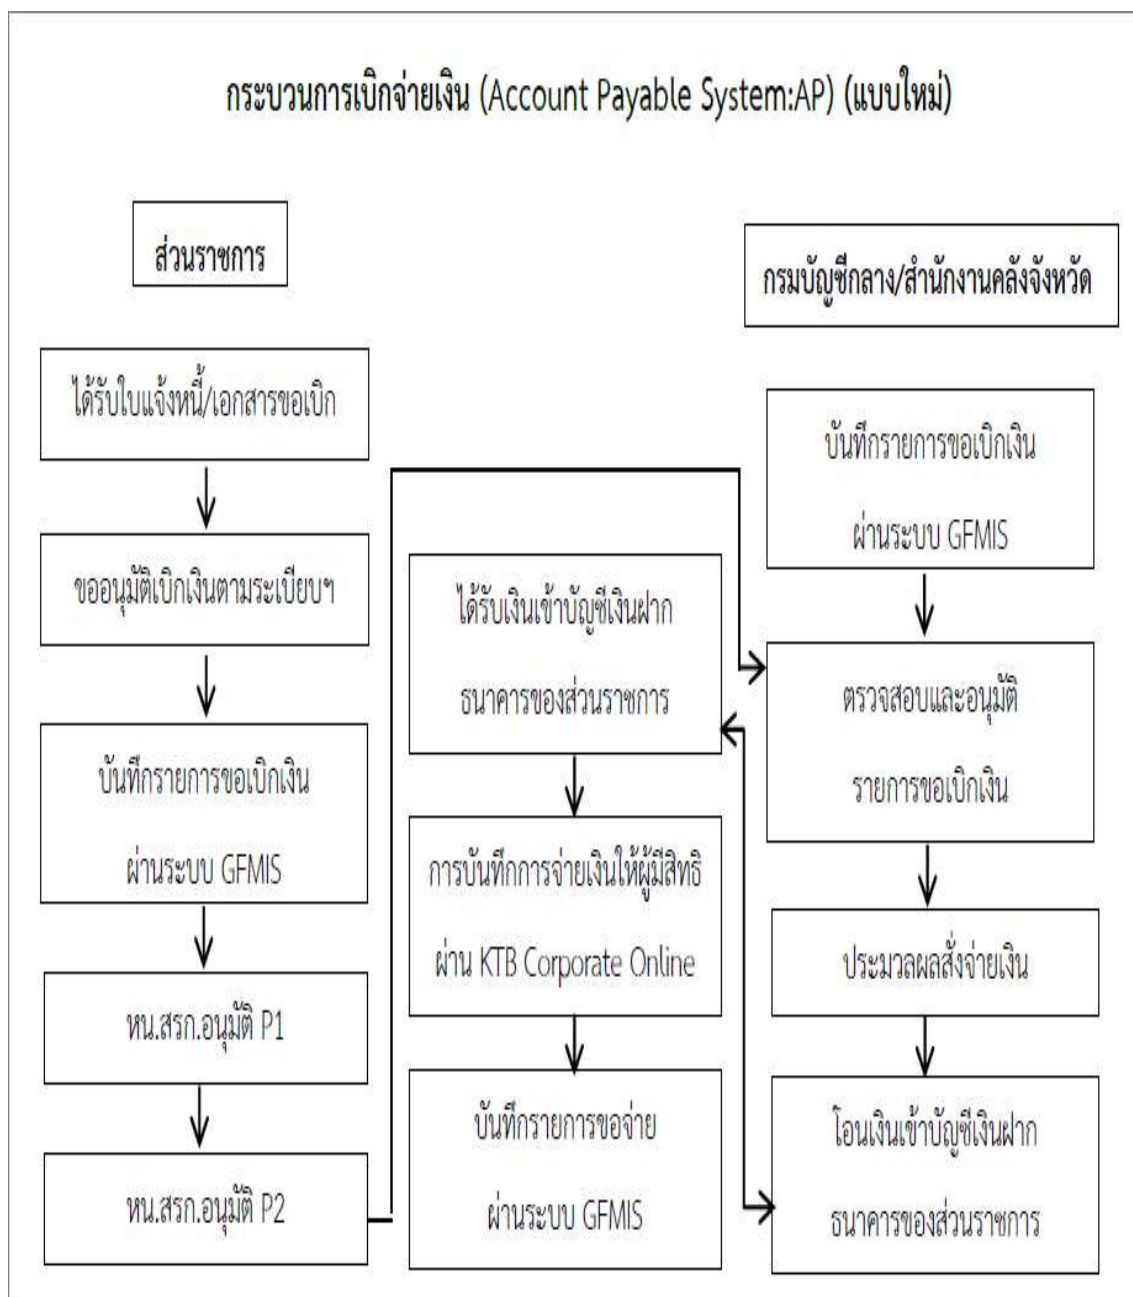 กระบวนการเบิกจ่ายเงิน (Account Payable System:AP) (แบบใหม่)
ส่วนราชการ
ได้รับใบแจ้งหนี้/เอกสารขอเบิก
ขออนุมัติเบิกเงินตามระเบียบฯ
บันทึกรายการขอเบิกเงิน
ผ่านระบบ GFMIS
หน.สรก.อนุมัติ P1
หน.สรก.อนุมัติ P2
ได้รับเงินเข้าบัญชีเงินฝาก
ธนาคารของส่วนราชการ
การบันทึกการจ่ายเงินให้ผู้มีสิทธิ
ผ่าน KTB Corporate Online
บันทึกรายการขอจ่าย
ผ่านระบบ GFMIS
กรมบัญชีกลาง/สำนักงานคลังจังหวัด
บันทึกรายการขอเบิกเงิน
ผ่านระบบ GFMIS
ตรวจสอบและอนุมัติ
รายการขอเบิกเงิน
ประมวลผลสั่งจ่ายเงิน
โอนเงินเข้าบัญชีเงินฝาก
ธนาคารของส่วนราชการ